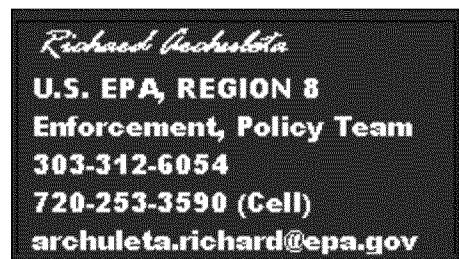 Richard Archuleta
U.S. EPA, REGION 8
Enforcement, Policy Team
303-312-6054
720-253-3590 (Cell)
archuleta.richard@epa.gov